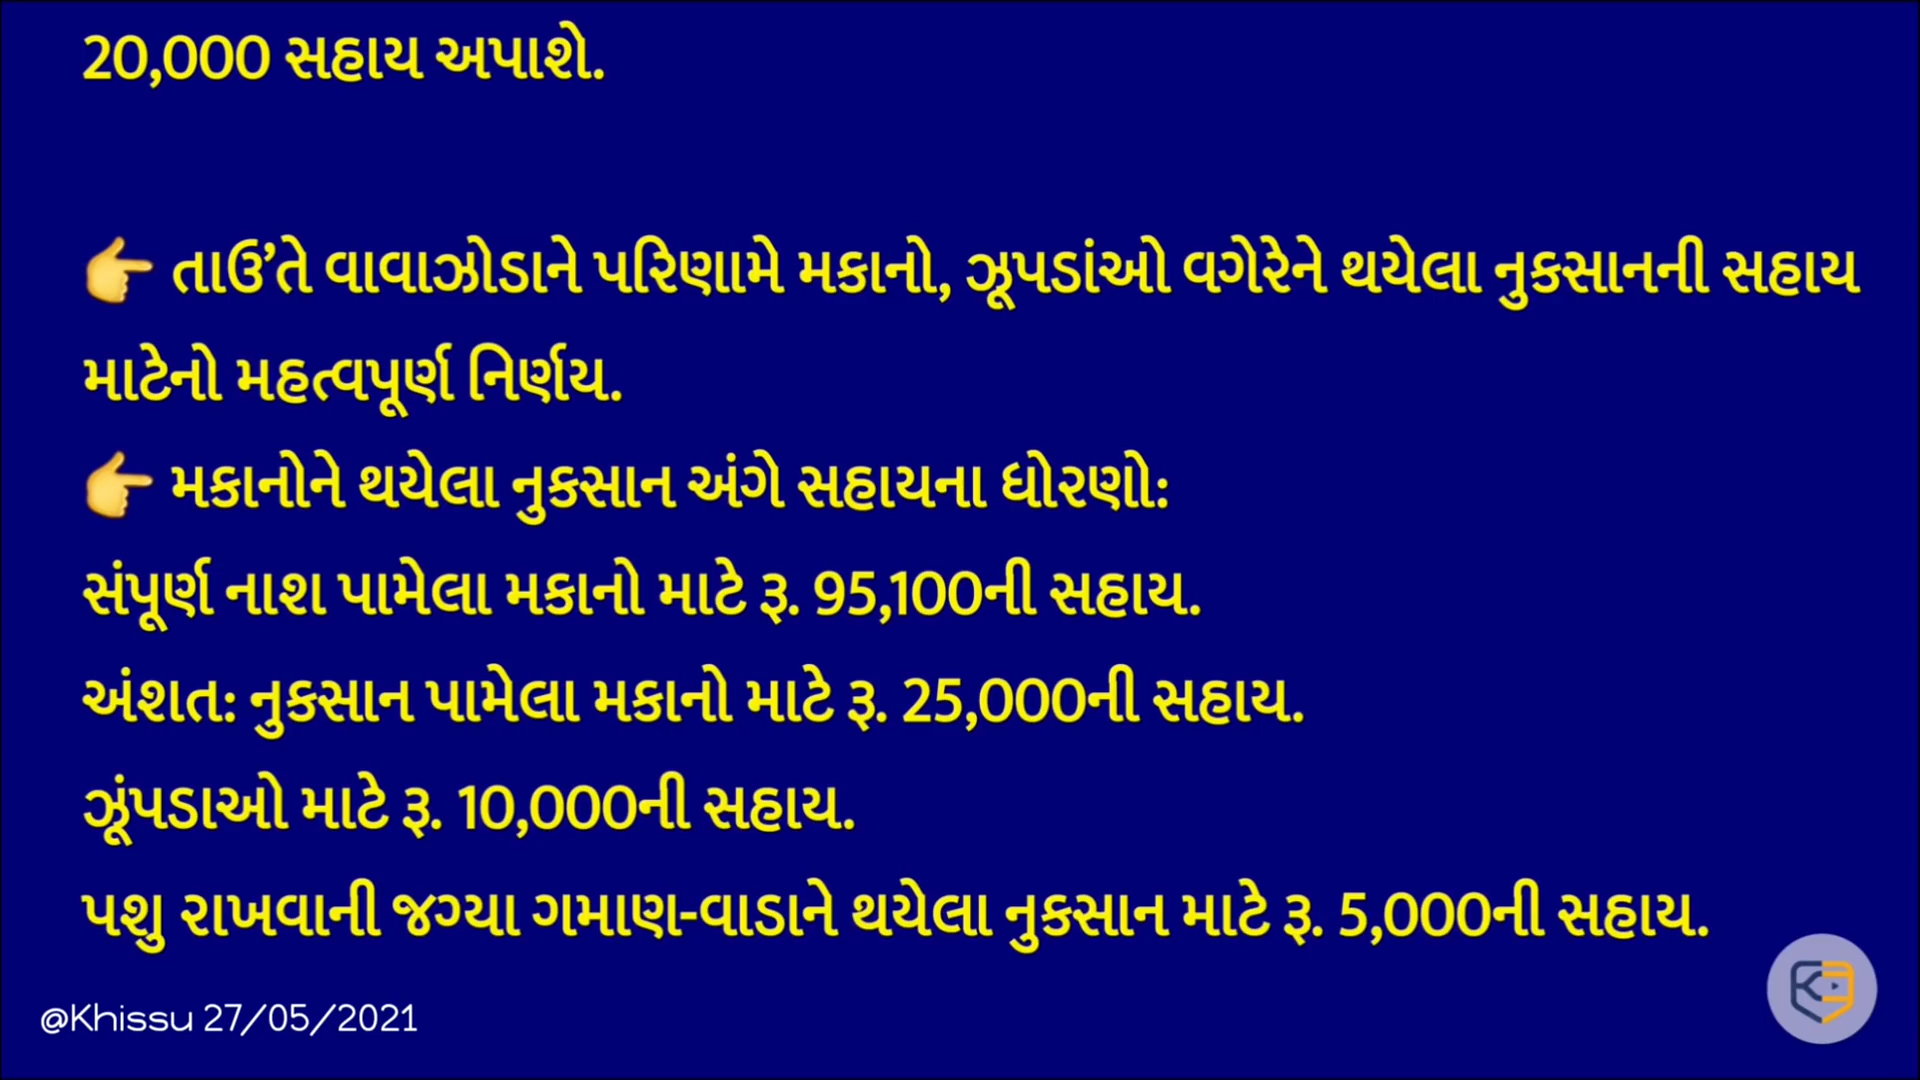 20,000 સહાય અપાશે.
👉 તાઉ’તે વાવાઝોડાને પરિણામે મકાનો, ઝૂપડાંઓ વગેરેને થયેલા નુકસાનની સહાય
માટેનો મહત્વપૂર્ણ નિર્ણય.
👉 મકાનોને થયેલા નુકસાન અંગે સહાયના ધોરણો:
સંપૂર્ણ નાશ પામેલા મકાનો માટે રૂ. 95,100ની સહાય.
અંશત: નુકસાન પામેલા મકાનો માટે રૂ. 25,000ની સહાય.
ઝૂંપડાઓ માટે રૂ. 10,000ની સહાય.
પશુ રાખવાની જગ્યા ગમાણ-વાડાને થયેલા નુકસાન માટે રૂ. 5,000ની સહાય.
@Khissu 27/05/2021